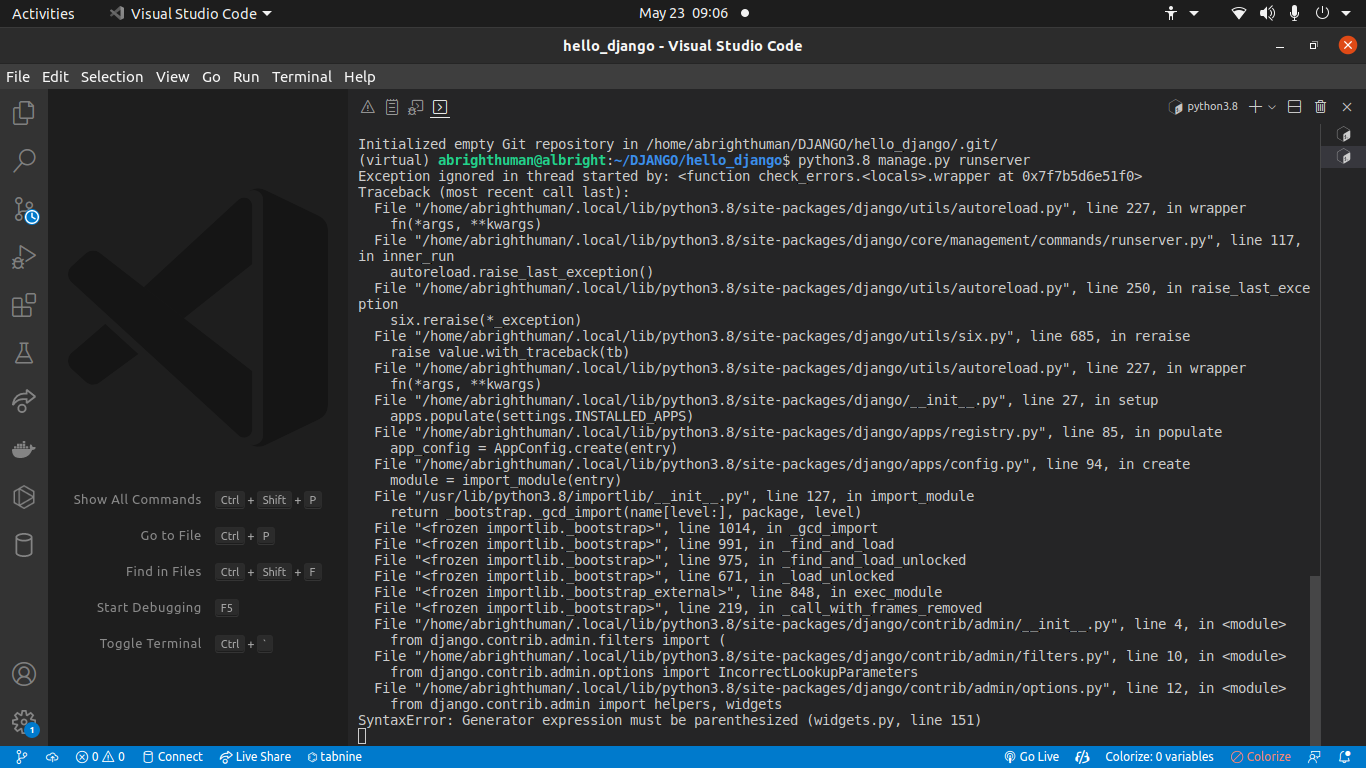 Activities Visual Studio Code May 23 09:06
hello_django - Visual Studio Code
File Edit Selection View Go Run Terminal Help
python3.8
Initialized empty Git repository in /home/abrighthuman/DJANGO/hello_django/.git/
(virtual) abrighthuman@albright:~/DJANGO/hello_django$ python3.8 manage.py runserver
Exception ignored in thread started by: <function check_errors.<locals>.wrapper at 0x7f7b5d6e51f0>
Traceback (most recent call last):
File "/home/abrighthuman/.local/lib/python3.8/site-packages/django/utils/autoreload.py", line 227, in wrapper
fn(*args, **kwargs)
File "/home/abrighthuman/.local/lib/python3.8/site-packages/django/core/management/commands/runserver.py", line 117,
in inner_run
autoreload.raise_last_exception()
File "/home/abrighthuman/.local/lib/python3.8/site-packages/django/utils/autoreload.py", line 250, in raise_last_exce
ption
six.reraise(*_exception)
File "/home/abrighthuman/.local/lib/python3.8/site-packages/django/utils/six.py", line 685, in reraise
raise value.with_traceback(tb)
File "/home/abrighthuman/.local/lib/python3.8/site-packages/django/utils/autoreload.py", line 227, in wrapper
fn(*args, **kwargs)
File "/home/abrighthuman/.local/lib/python3.8/site-packages/django/__init__.py", line 27, in setup
apps.populate(settings.INSTALLED_APPS)
File "/home/abrighthuman/.local/lib/python3.8/site-packages/django/apps/registry.py", line 85, in populate
app_config = AppConfig.create(entry)
File "/home/abrighthuman/.local/lib/python3.8/site-packages/django/apps/config.py", line 94, in create
module = import_module(entry)
File "/usr/lib/python3.8/importlib/__init__.py", line 127, in import_module
return _bootstrap._gcd_import(name[level:], package, level)
File "<frozen importlib._bootstrap>", line 1014, in _gcd_import
File "<frozen importlib._bootstrap>", line 991, in _find_and_load
File "<frozen importlib._bootstrap>", line 975, in _find_and_load_unlocked
File "<frozen importlib._bootstrap>", line 671, in _load_unlocked
File "<frozen importlib._bootstrap_external>", line 848, in exec_module
File "<frozen importlib._bootstrap>", line 219, in _call_with_frames_removed
File "/home/abrighthuman/.local/lib/python3.8/site-packages/django/contrib/admin/__init__.py", line 4, in <module>
from django.contrib.admin.filters import (
File "/home/abrighthuman/.local/lib/python3.8/site-packages/django/contrib/admin/filters.py", line 10, in <module>
from django.contrib.admin.options import IncorrectLookupParameters
File "/home/abrighthuman/.local/lib/python3.8/site-packages/django/contrib/admin/options.py", line 12, in <module>
from django.contrib.admin import helpers, widgets
SyntaxError: Generator expression must be parenthesized (widgets.py, line 151)
Show All Commands Ctrl + Shift + P
Go to File Ctrl + P
Find in Files Ctrl + Shift + F
Start Debugging F5
Toggle Terminal Ctrl + `
1
0 0 Connect Live Share tabnine Go Live Colorize: 0 variables Colorize